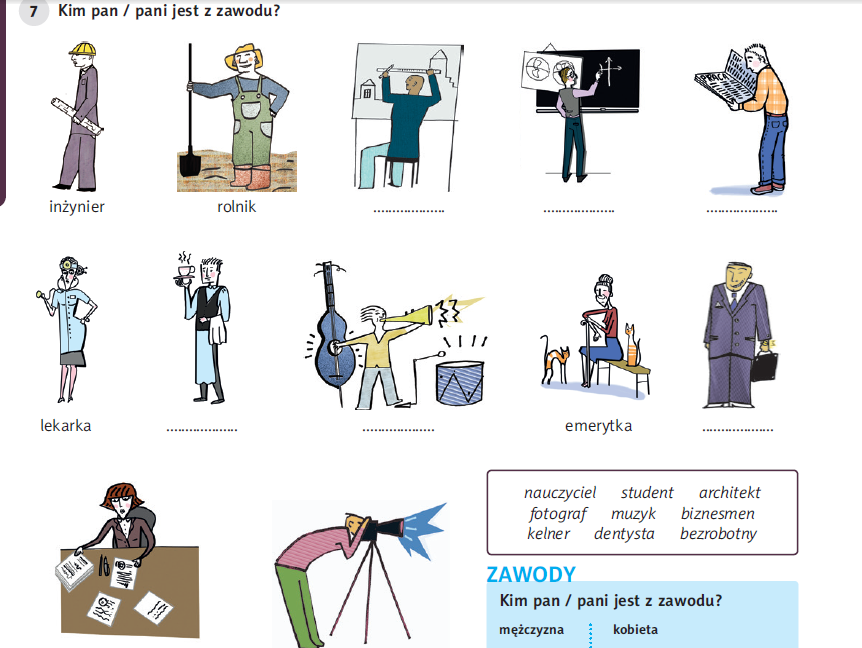 7 Kim pan / pani jest z zawodu?
inżynier rolnik .................. .................. ..................
PRACA
lekarka .................. .................. emerytka ..................
nauczyciel student architekt
fotograf muzyk biznesmen
kelner dentysta bezrobotny
ZAWODY
Kim pan / pani jest z zawodu?
mężczyzna kobieta